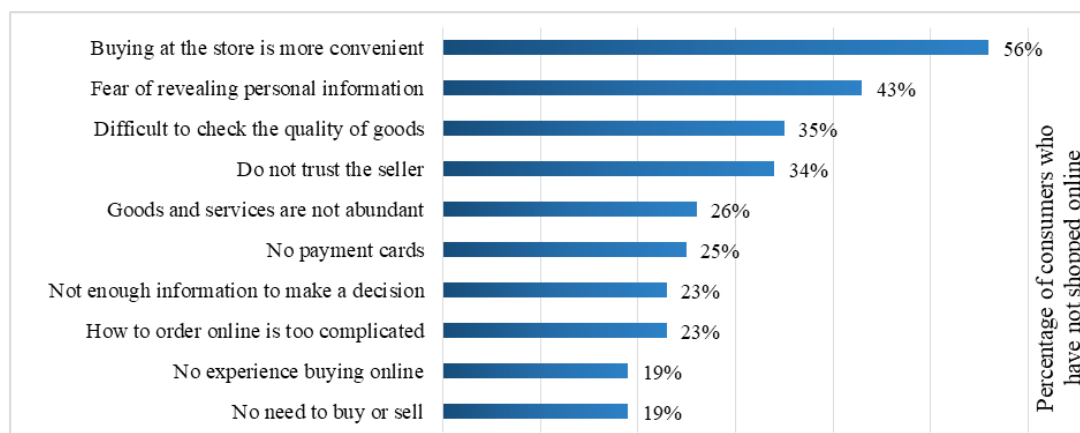 Buying at the store is more convenient 56%
Fear of revealing personal information 43%
Difficult to check the quality of goods 35%
Do not trust the seller 34%
Goods and services are not abundant 26%
No payment cards 25%
Not enough information to make a decision 23%
How to order online is too complicated 23%
No experience buying online 19%
No need to buy or sell 19%
Percentage of consumers who
have not shopped online